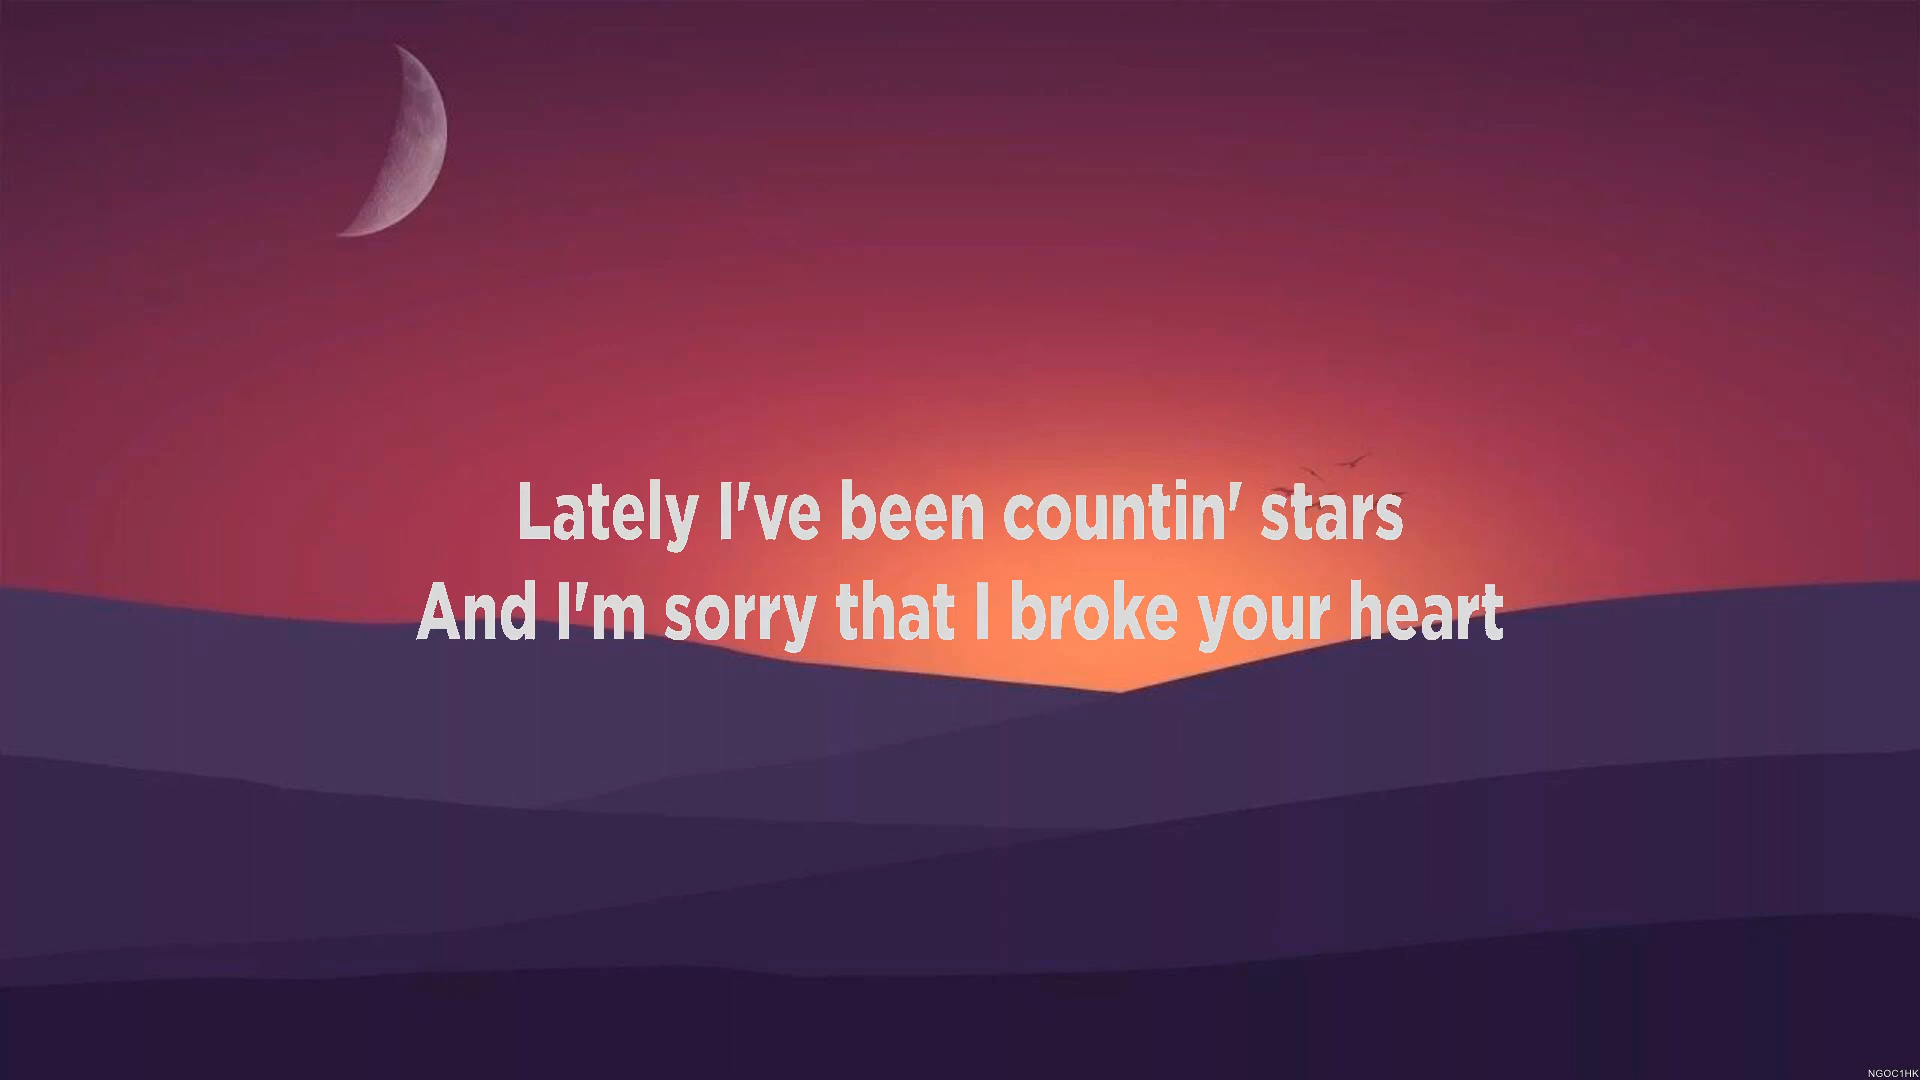 Lately I've been countin' stars
And I'm sorry that I broke your heart
NGOC1HK